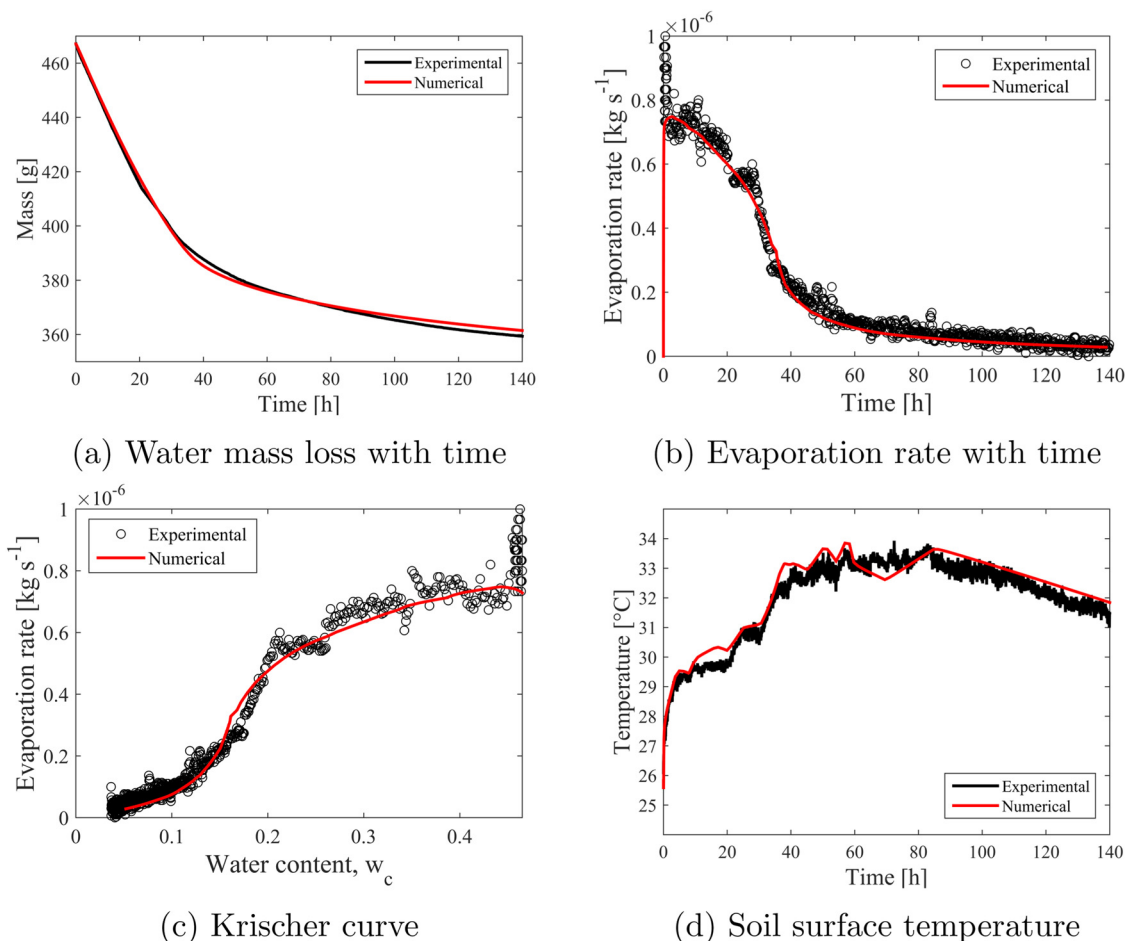 460
440
420
400
380
360
Mass [g]
Experimental
Numerical
0 20 40 60 80 100 120 140
Time [h]
(a) Water mass loss with time
×10⁻⁶
1
0.8
0.6
0.4
0.2
0
Evaporation rate [kg s⁻¹]
Experimental
Numerical
0 20 40 60 80 100 120 140
Time [h]
(b) Evaporation rate with time
×10⁻⁶
1
0.8
0.6
0.4
0.2
0
Evaporation rate [kg s⁻¹]
Experimental
Numerical
0 0.1 0.2 0.3 0.4
Water content, w_c
(c) Krischer curve
34
33
32
31
30
29
28
27
26
25
Temperature [°C]
Experimental
Numerical
0 20 40 60 80 100 120 140
Time [h]
(d) Soil surface temperature